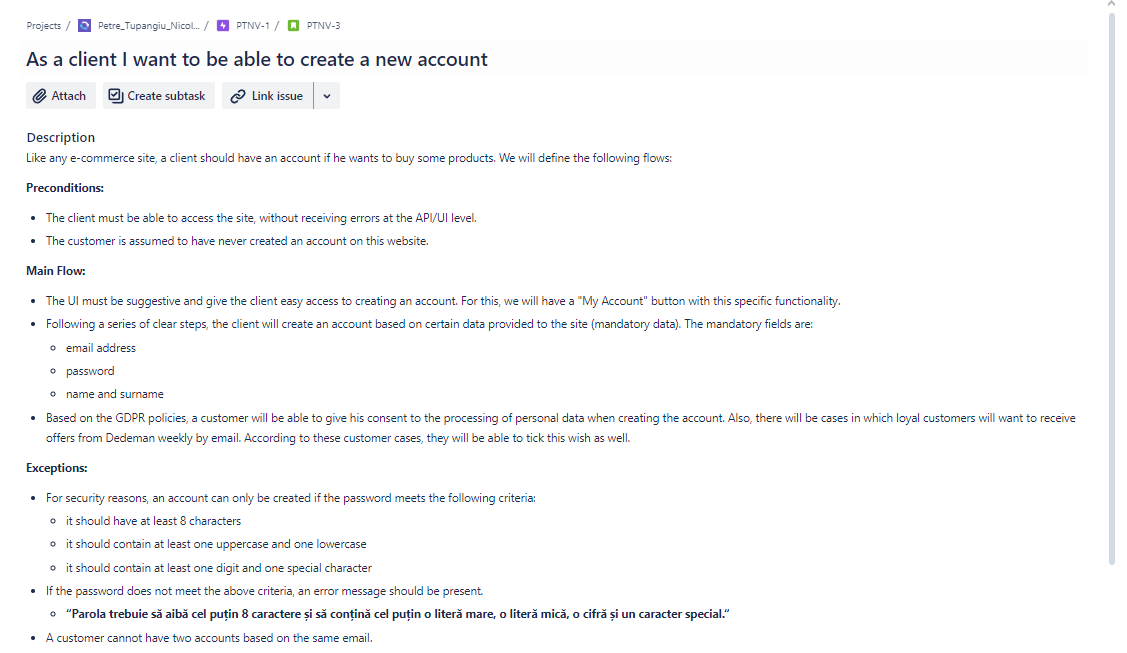 Projects / Petre_Tupangiu_Nicol... / PTNV-1 / PTNV-3
As a client I want to be able to create a new account
Attach Create subtask Link issue
Description
Like any e-commerce site, a client should have an account if he wants to buy some products. We will define the following flows:
Preconditions:
• The client must be able to access the site, without receiving errors at the API/UI level.
• The customer is assumed to have never created an account on this website.
Main Flow:
• The UI must be suggestive and give the client easy access to creating an account. For this, we will have a "My Account" button with this specific functionality.
• Following a series of clear steps, the client will create an account based on certain data provided to the site (mandatory data). The mandatory fields are:
◦ email address
◦ password
◦ name and surname
• Based on the GDPR policies, a customer will be able to give his consent to the processing of personal data when creating the account. Also, there will be cases in which loyal customers will want to receive
offers from Dedeman weekly by email. According to these customer cases, they will be able to tick this wish as well.
Exceptions:
• For security reasons, an account can only be created if the password meets the following criteria:
◦ it should have at least 8 characters
◦ it should contain at least one uppercase and one lowercase
◦ it should contain at least one digit and one special character
• If the password does not meet the above criteria, an error message should be present.
◦ “Parola trebuie să aibă cel puțin 8 caractere și să conțină cel puțin o literă mare, o literă mică, o cifră și un caracter special.”
• A customer cannot have two accounts based on the same email.